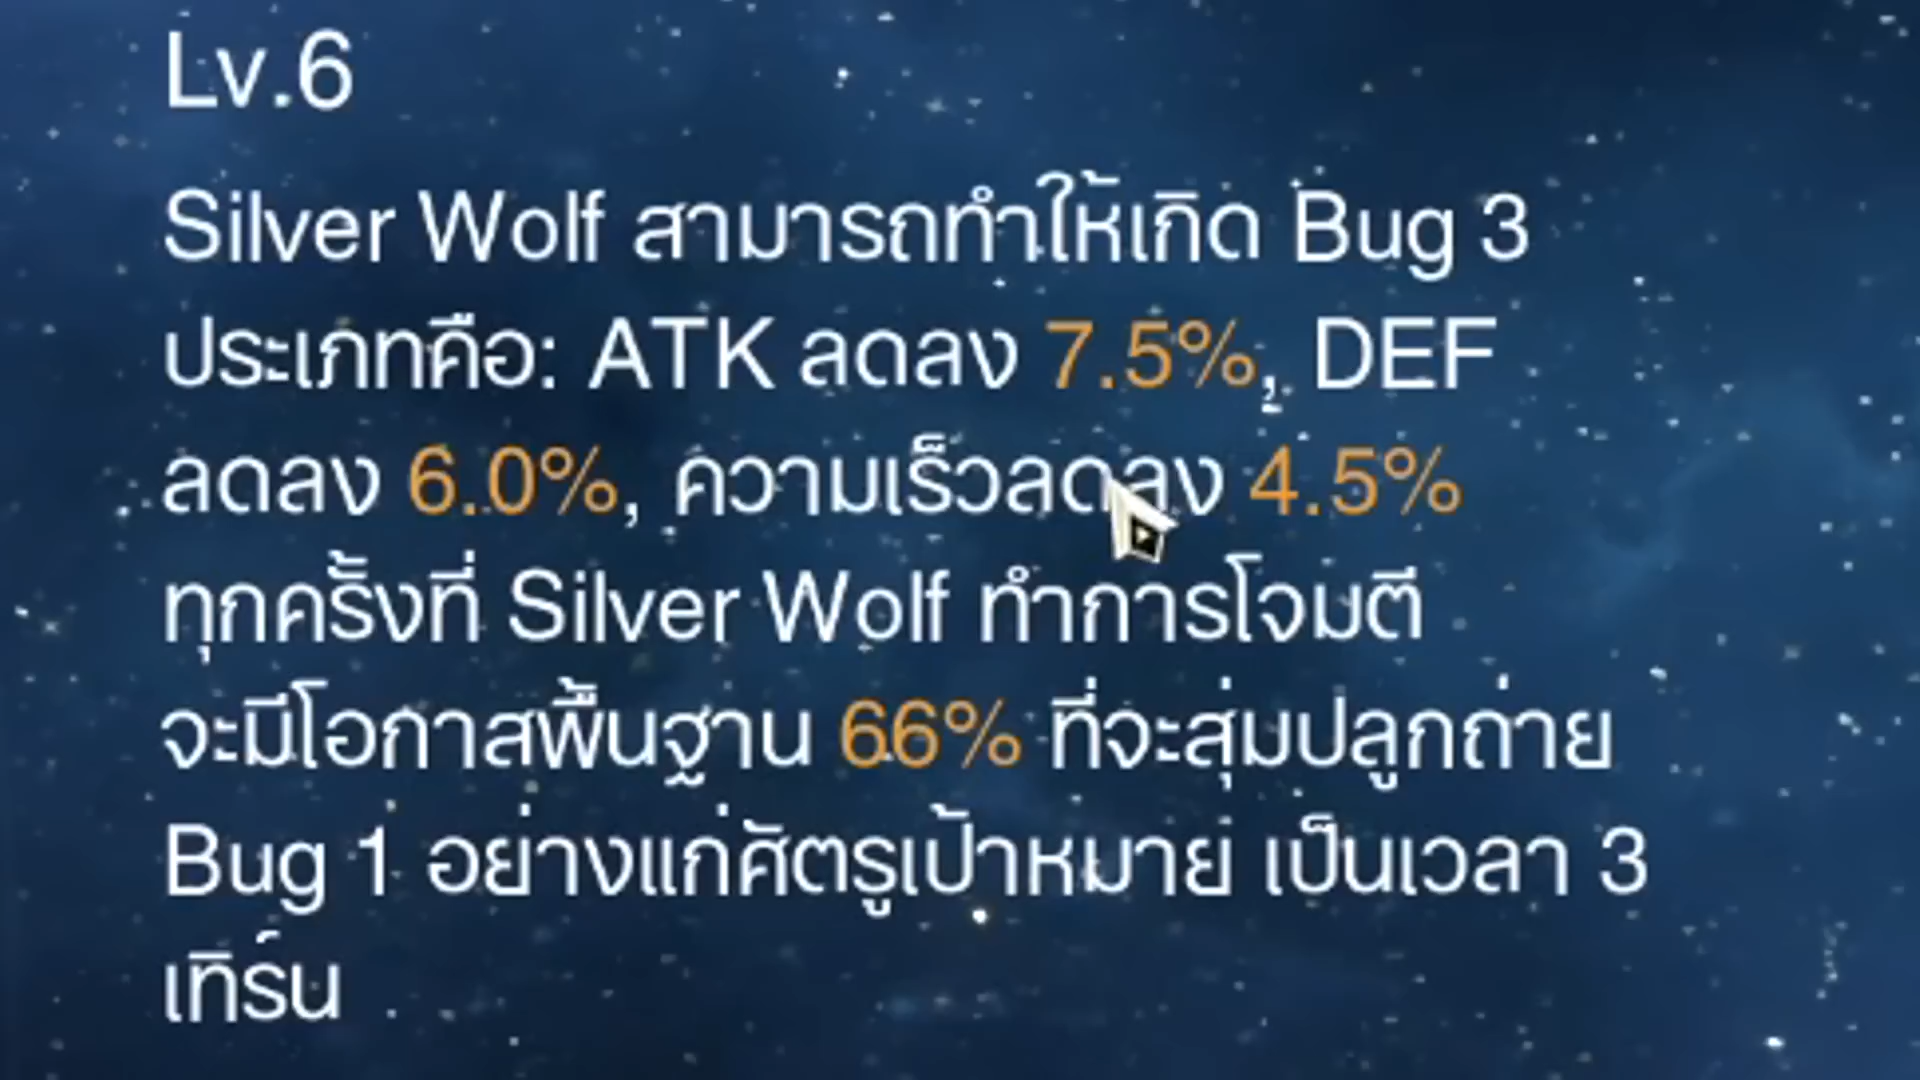 Lv.6
Silver Wolf สามารถทำให้เกิด Bug 3
ประเภทคือ: ATK ลดลง 7.5%, DEF
ลดลง 6.0%, ความเร็วลดลง 4.5%
ทุกครั้งที่ Silver Wolf ทำการโจมตี
จะมีโอกาสพื้นฐาน 66% ที่จะสุ่มปลูกถ่าย
Bug 1 อย่างแก่ศัตรูเป้าหมาย เป็นเวลา 3
เทิร์น